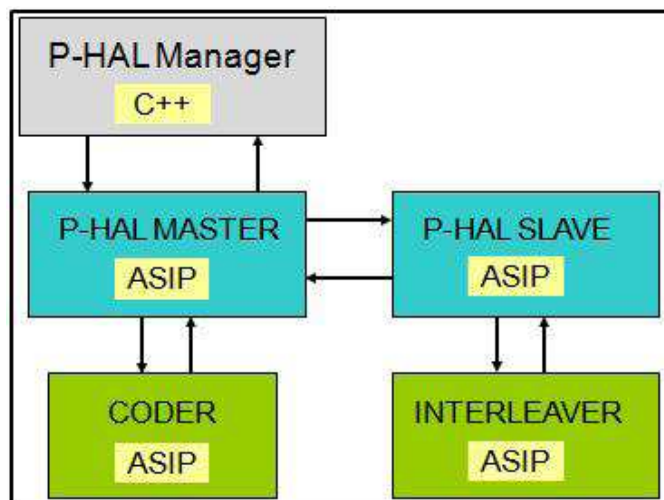 P-HAL Manager
C++
P-HAL MASTER
ASIP
P-HAL SLAVE
ASIP
CODER
ASIP
INTERLEAVER
ASIP